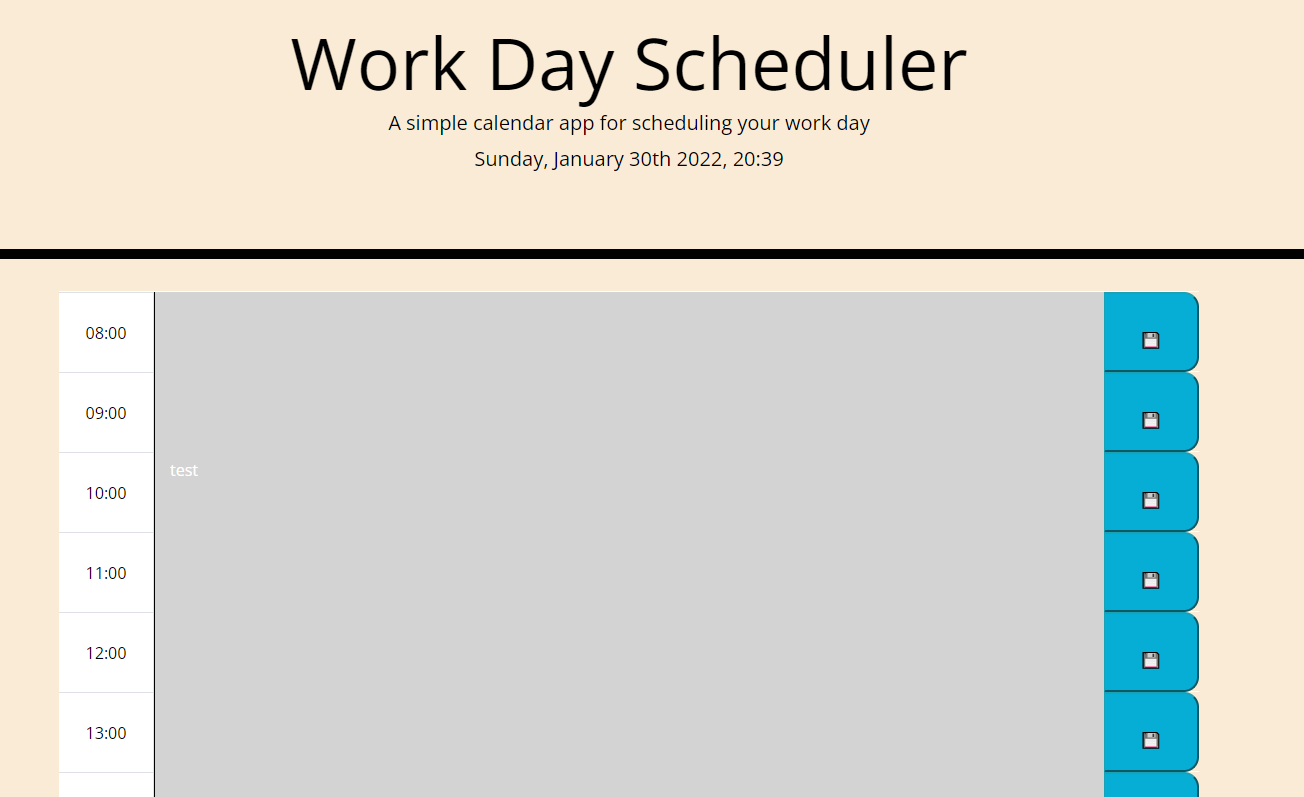 Work Day Scheduler
A simple calendar app for scheduling your work day
Sunday, January 30th 2022, 20:39
08:00
09:00
test
10:00
11:00
12:00
13:00